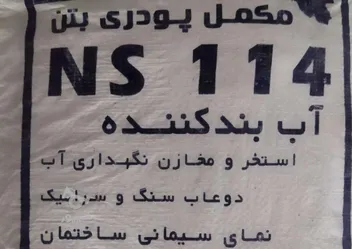 مکمل پودری بتن
NS 114
آب بندکننده
استخر و مخازن نگهداری آب
دوغاب سنگ و سرامیک
نمای سیمانی ساختمان